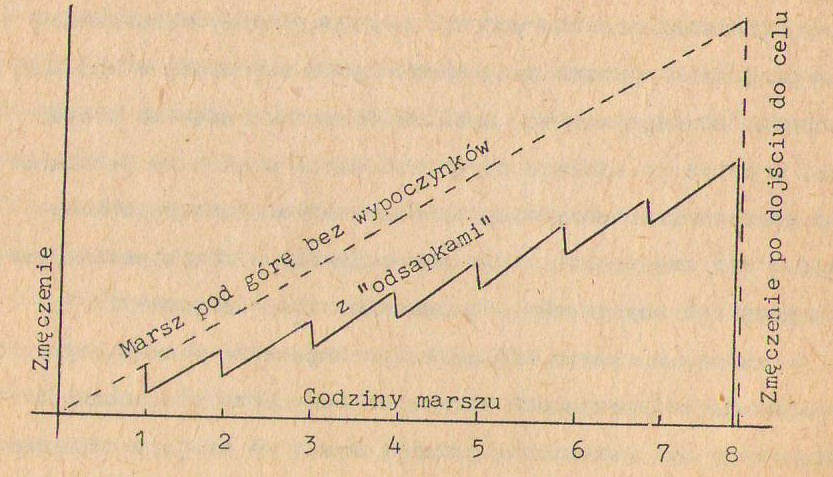 Zmęczenie
Marsz pod górę bez wypoczynków
z "odsapkami"
Zmęczenie po dojściu do celu
Godziny marszu
1 2 3 4 5 6 7 8